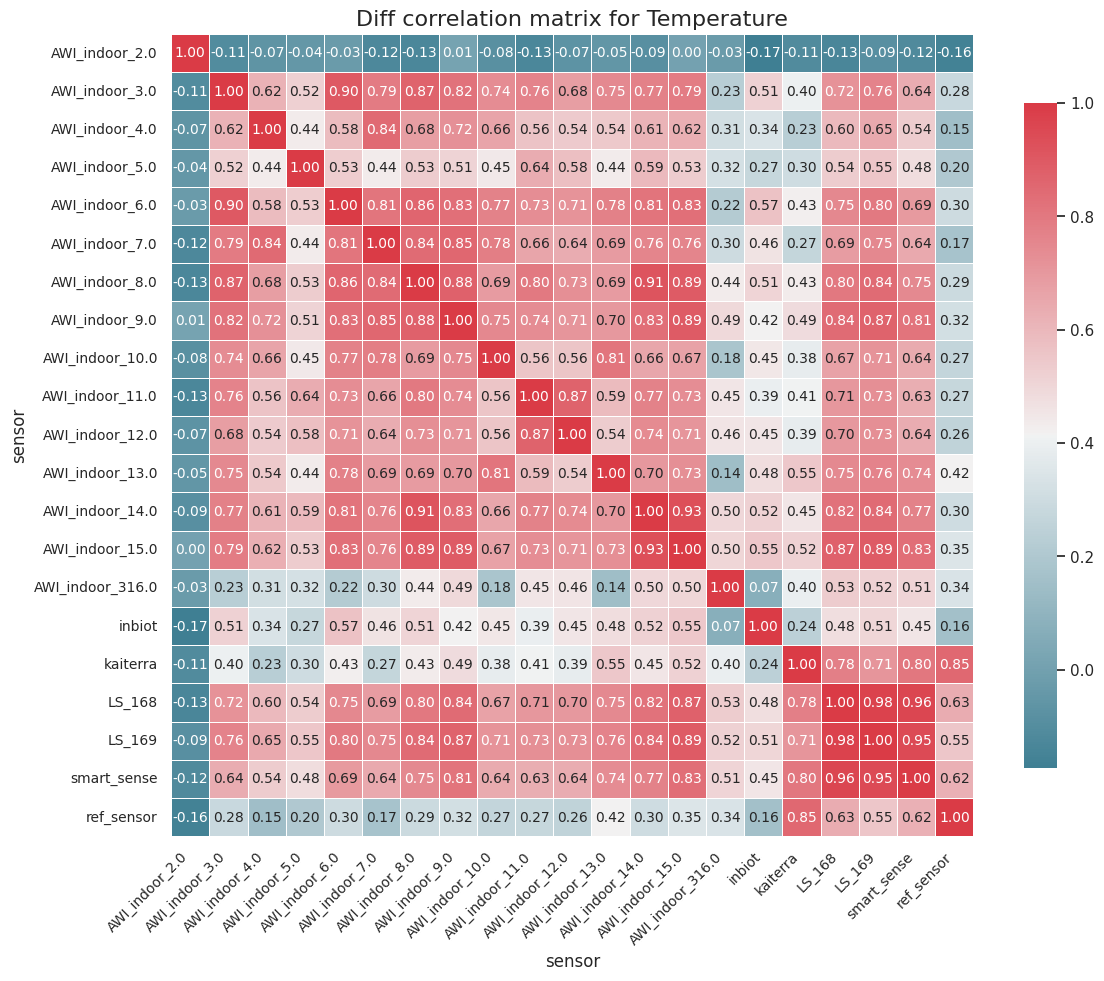 Diff correlation matrix for Temperature
AWI_indoor_2.0 1.00 -0.11 -0.07 -0.04 -0.03 -0.12 -0.13 0.01 -0.08 -0.13 -0.07 -0.05 -0.09 0.00 -0.03 -0.17 -0.11 -0.13 -0.09 -0.12 -0.16
AWI_indoor_3.0 -0.11 1.00 0.62 0.52 0.90 0.79 0.87 0.82 0.74 0.76 0.68 0.75 0.77 0.79 0.23 0.51 0.40 0.72 0.76 0.64 0.28
AWI_indoor_4.0 -0.07 0.62 1.00 0.44 0.58 0.84 0.68 0.72 0.66 0.56 0.54 0.54 0.61 0.62 0.31 0.34 0.23 0.60 0.65 0.54 0.15
AWI_indoor_5.0 -0.04 0.52 0.44 1.00 0.53 0.44 0.53 0.51 0.45 0.64 0.58 0.44 0.59 0.53 0.32 0.27 0.30 0.54 0.55 0.48 0.20
AWI_indoor_6.0 -0.03 0.90 0.58 0.53 1.00 0.81 0.86 0.83 0.77 0.73 0.71 0.78 0.81 0.83 0.22 0.57 0.43 0.75 0.80 0.69 0.30
AWI_indoor_7.0 -0.12 0.79 0.84 0.44 0.81 1.00 0.84 0.85 0.78 0.66 0.64 0.69 0.76 0.76 0.30 0.46 0.27 0.69 0.75 0.64 0.17
AWI_indoor_8.0 -0.13 0.87 0.68 0.53 0.86 0.84 1.00 0.88 0.69 0.80 0.73 0.69 0.91 0.89 0.44 0.51 0.43 0.80 0.84 0.75 0.29
AWI_indoor_9.0 0.01 0.82 0.72 0.51 0.83 0.85 0.88 1.00 0.75 0.74 0.71 0.70 0.83 0.89 0.49 0.42 0.49 0.84 0.87 0.81 0.32
AWI_indoor_10.0 -0.08 0.74 0.66 0.45 0.77 0.78 0.69 0.75 1.00 0.56 0.56 0.81 0.66 0.67 0.18 0.45 0.38 0.67 0.71 0.64 0.27
AWI_indoor_11.0 -0.13 0.76 0.56 0.64 0.73 0.66 0.80 0.74 0.56 1.00 0.87 0.59 0.77 0.73 0.45 0.39 0.41 0.71 0.73 0.63 0.27
AWI_indoor_12.0 -0.07 0.68 0.54 0.58 0.71 0.64 0.73 0.71 0.56 0.87 1.00 0.54 0.74 0.71 0.46 0.45 0.39 0.70 0.73 0.64 0.26
AWI_indoor_13.0 -0.05 0.75 0.54 0.44 0.78 0.69 0.69 0.70 0.81 0.59 0.54 1.00 0.70 0.73 0.14 0.48 0.55 0.75 0.76 0.74 0.42
AWI_indoor_14.0 -0.09 0.77 0.61 0.59 0.81 0.76 0.91 0.83 0.66 0.77 0.74 0.70 1.00 0.93 0.50 0.52 0.45 0.82 0.84 0.77 0.30
AWI_indoor_15.0 0.00 0.79 0.62 0.53 0.83 0.76 0.89 0.89 0.67 0.73 0.71 0.73 0.93 1.00 0.50 0.55 0.52 0.87 0.89 0.83 0.35
AWI_indoor_316.0 -0.03 0.23 0.31 0.32 0.22 0.30 0.44 0.49 0.18 0.45 0.46 0.14 0.50 0.50 1.00 0.07 0.40 0.53 0.52 0.51 0.34
inbiot -0.17 0.51 0.34 0.27 0.57 0.46 0.51 0.42 0.45 0.39 0.45 0.48 0.52 0.55 0.07 1.00 0.24 0.48 0.51 0.45 0.16
kaiterra -0.11 0.40 0.23 0.30 0.43 0.27 0.43 0.49 0.38 0.41 0.39 0.55 0.45 0.52 0.40 0.24 1.00 0.78 0.71 0.80 0.85
LS_168 -0.13 0.72 0.60 0.54 0.75 0.69 0.80 0.84 0.67 0.71 0.70 0.75 0.82 0.87 0.53 0.48 0.78 1.00 0.98 0.96 0.63
LS_169 -0.09 0.76 0.65 0.55 0.80 0.75 0.84 0.87 0.71 0.73 0.73 0.76 0.84 0.89 0.52 0.51 0.71 0.98 1.00 0.95 0.55
smart_sense -0.12 0.64 0.54 0.48 0.69 0.64 0.75 0.81 0.64 0.63 0.64 0.74 0.77 0.83 0.51 0.45 0.80 0.96 0.95 1.00 0.62
ref_sensor -0.16 0.28 0.15 0.20 0.30 0.17 0.29 0.32 0.27 0.27 0.26 0.42 0.30 0.35 0.34 0.16 0.85 0.63 0.55 0.62 1.00
sensor
AWI_indoor_2.0
AWI_indoor_3.0
AWI_indoor_4.0
AWI_indoor_5.0
AWI_indoor_6.0
AWI_indoor_7.0
AWI_indoor_8.0
AWI_indoor_9.0
AWI_indoor_10.0
AWI_indoor_11.0
AWI_indoor_12.0
AWI_indoor_13.0
AWI_indoor_14.0
AWI_indoor_15.0
AWI_indoor_316.0
inbiot
kaiterra
LS_168
LS_169
smart_sense
ref_sensor
sensor
1.0
0.8
0.6
0.4
0.2
0.0